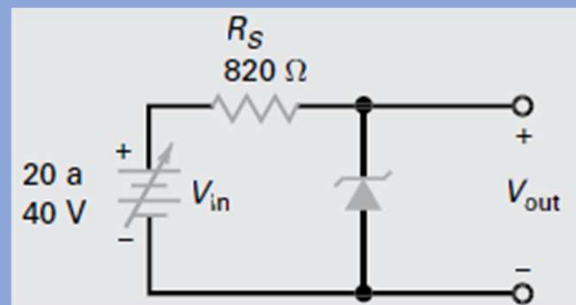 R_S
820 Ω
+
20 a
40 V
V_in
−
+
V_out
−